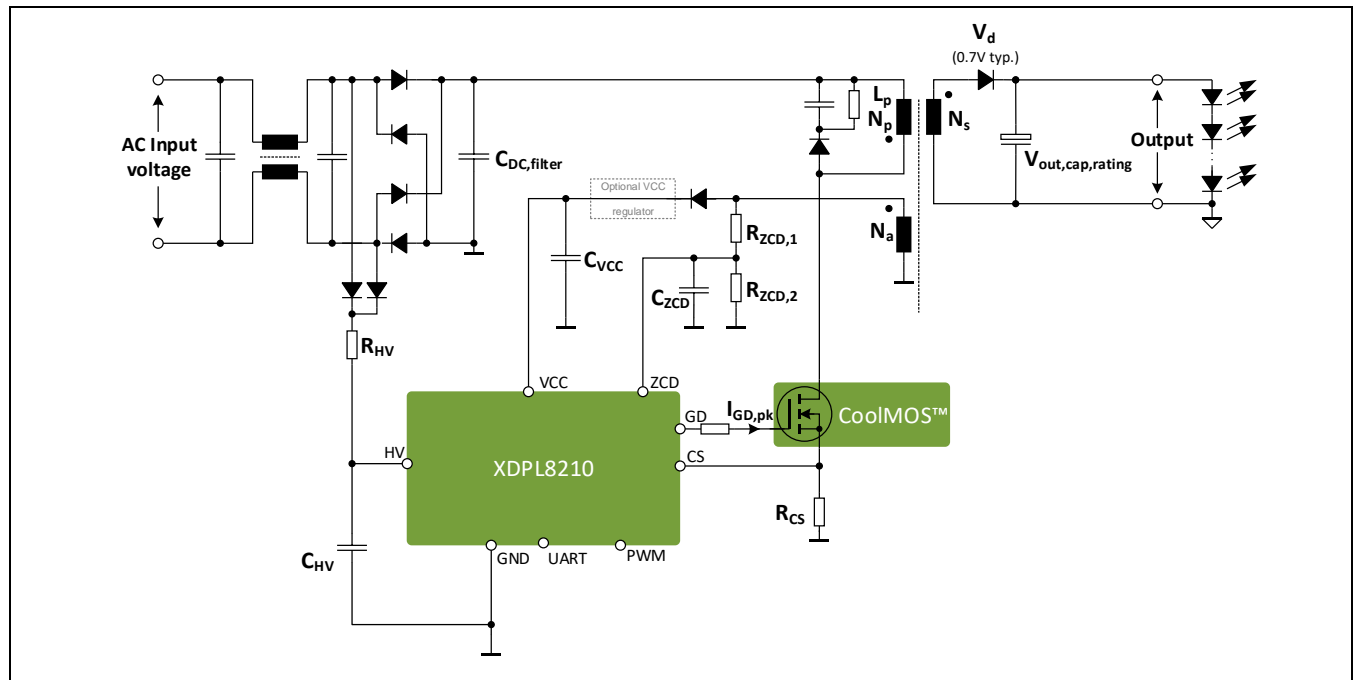 V_d
(0.7V typ.)
AC Input
voltage
C_DC,filter
L_p
N_p
N_s
V_out,cap,rating
Output
Optional VCC
regulator
C_VCC
R_ZCD,1
N_a
C_ZCD
R_ZCD,2
R_HV
VCC
ZCD
GD
I_GD,pk
CoolMOS™
HV
XDPL8210
CS
R_CS
C_HV
GND
UART
PWM